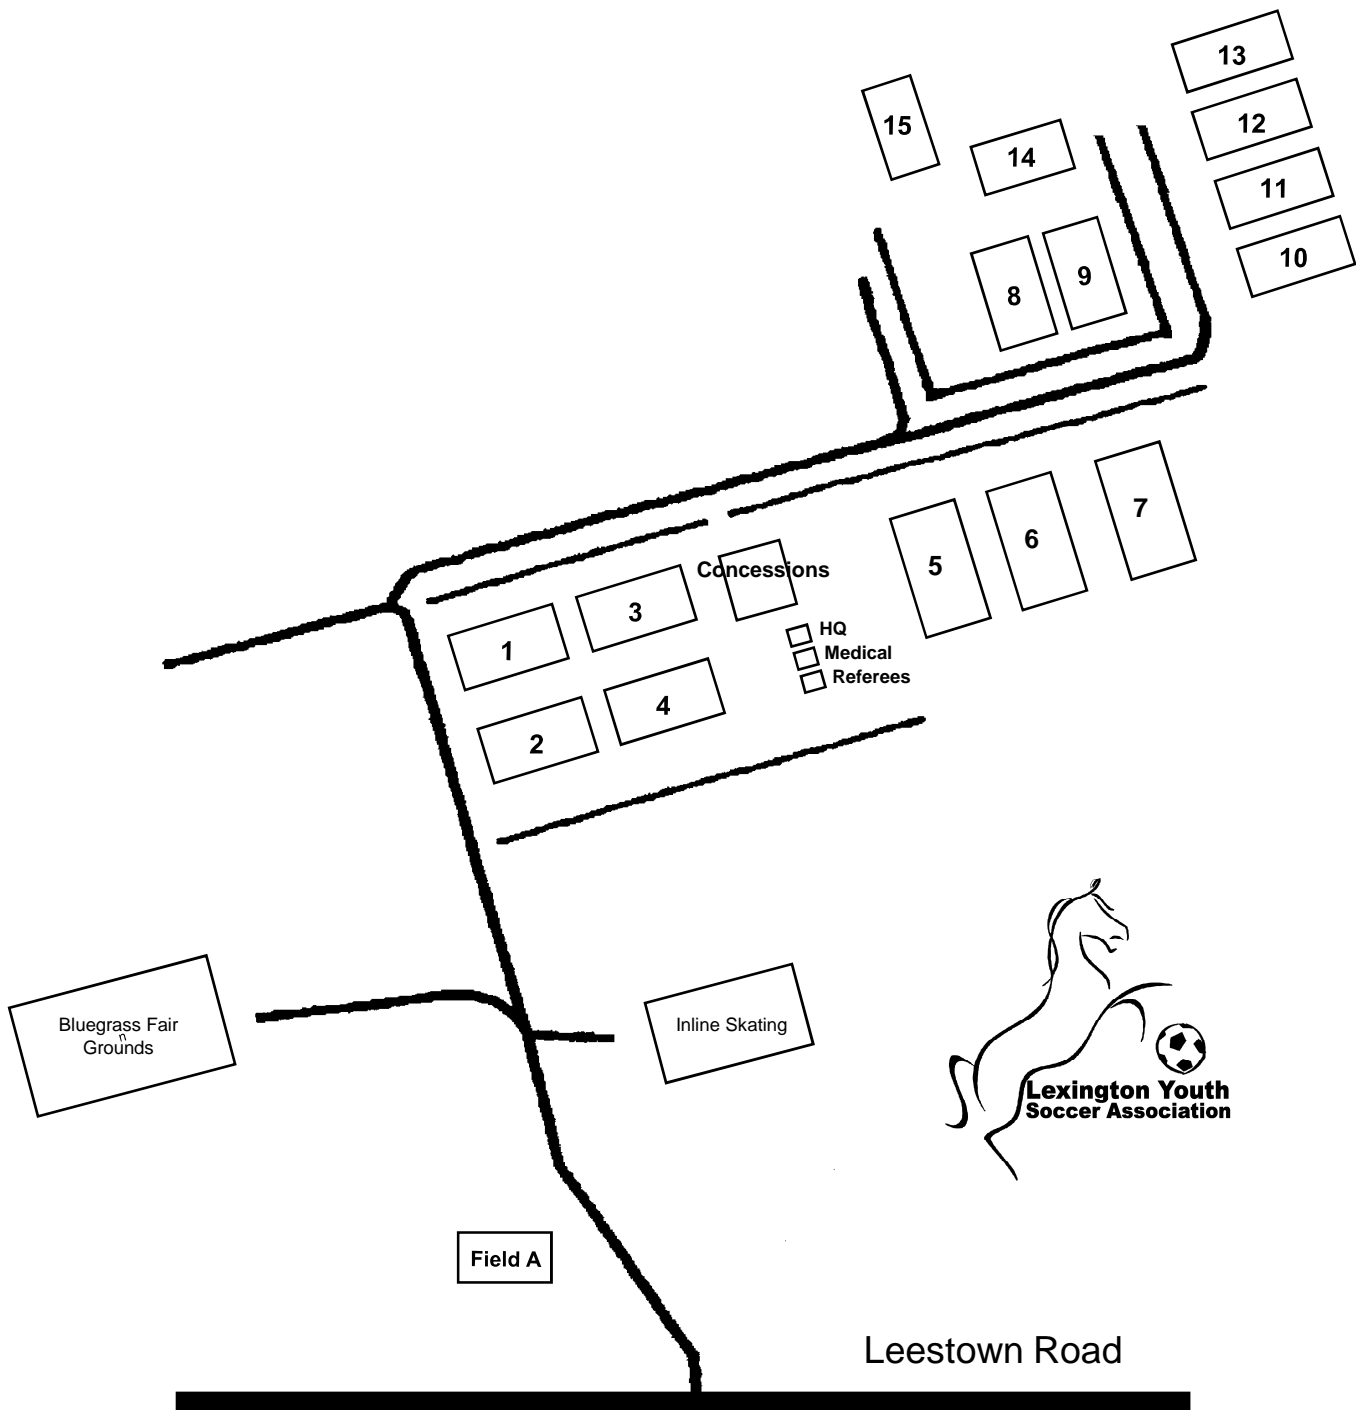 13
15
12
14
11
10
9
8
7
6
5
Concessions
3
1
HQ
Medical
Referees
4
2
Bluegrass Fair
n
Grounds
Inline Skating
Lexington Youth
Soccer Association
Field A
Leestown Road